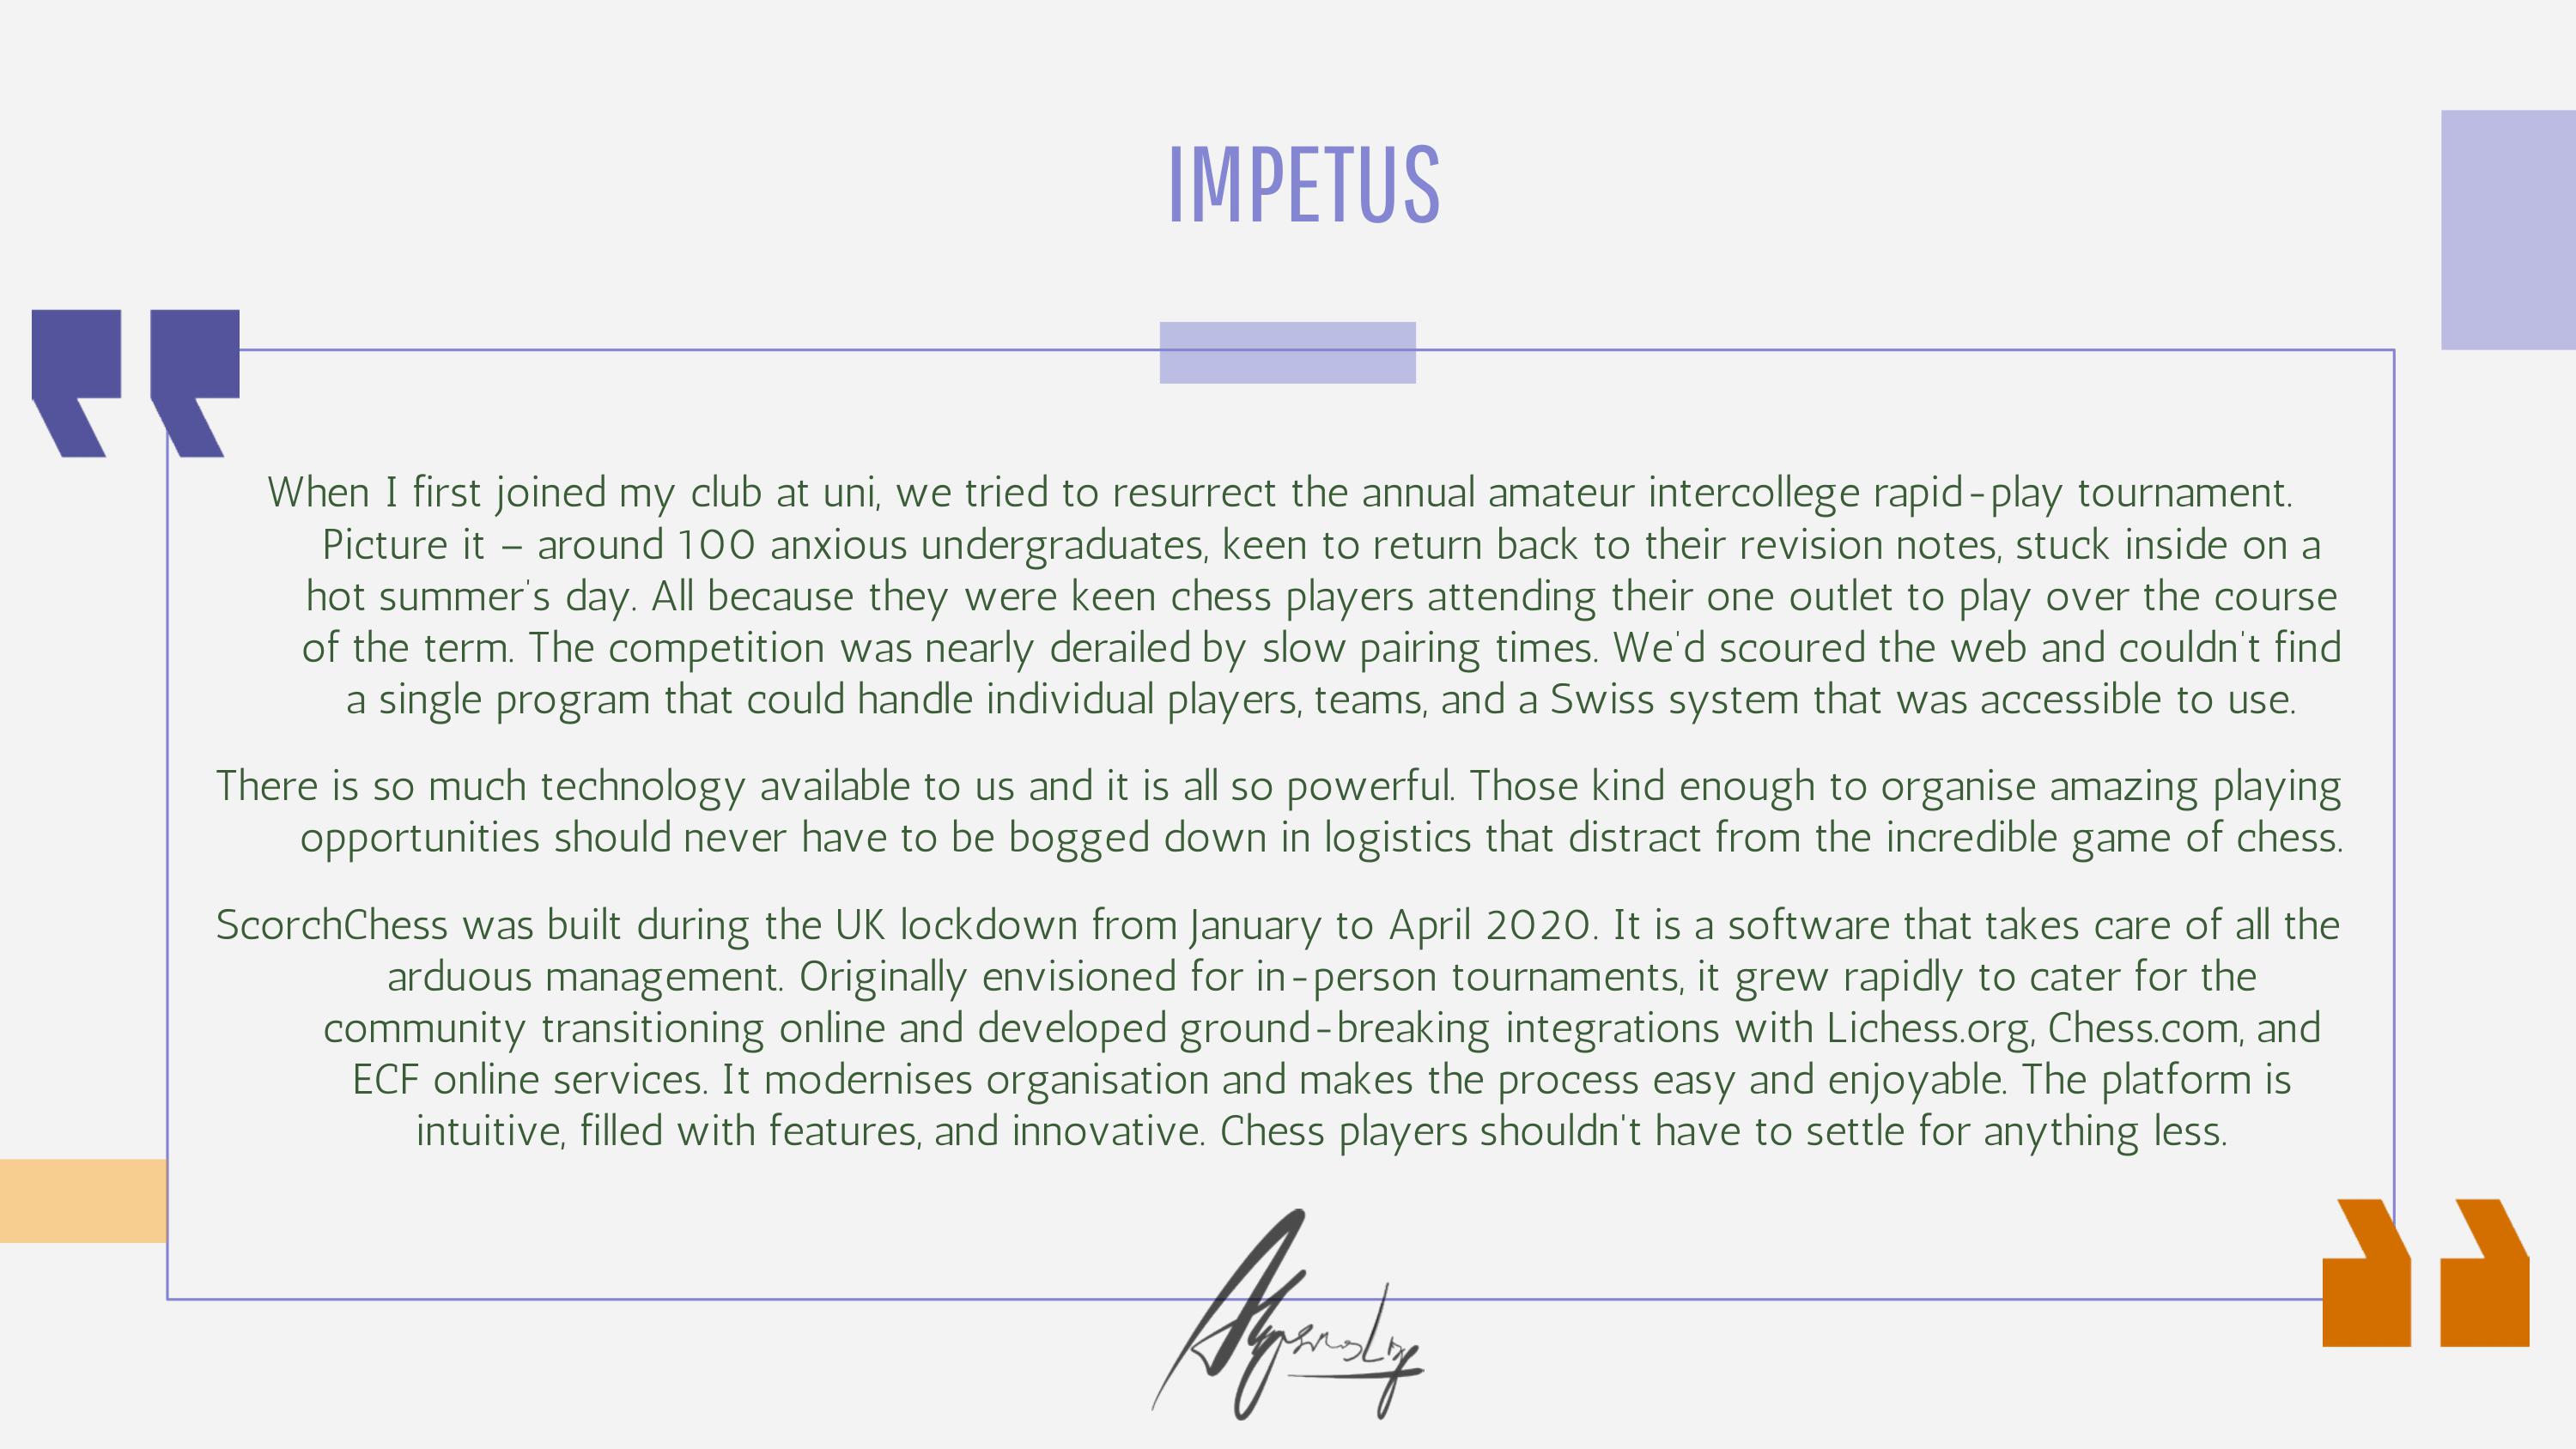 IMPETUS
When I first joined my club at uni, we tried to resurrect the annual amateur intercollege rapid-play tournament.
Picture it – around 100 anxious undergraduates, keen to return back to their revision notes, stuck inside on a
hot summer's day. All because they were keen chess players attending their one outlet to play over the course
of the term. The competition was nearly derailed by slow pairing times. We'd scoured the web and couldn't find
a single program that could handle individual players, teams, and a Swiss system that was accessible to use.
There is so much technology available to us and it is all so powerful. Those kind enough to organise amazing playing
opportunities should never have to be bogged down in logistics that distract from the incredible game of chess.
ScorchChess was built during the UK lockdown from January to April 2020. It is a software that takes care of all the
arduous management. Originally envisioned for in-person tournaments, it grew rapidly to cater for the
community transitioning online and developed ground-breaking integrations with Lichess.org, Chess.com, and
ECF online services. It modernises organisation and makes the process easy and enjoyable. The platform is
intuitive, filled with features, and innovative. Chess players shouldn't have to settle for anything less.